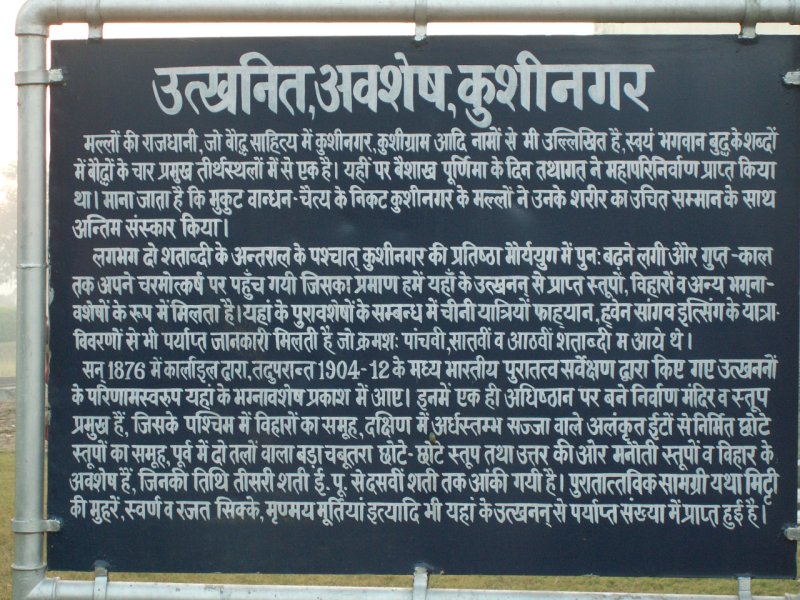 उत्खनित,अवशेष,कुशीनगर
मल्लों की राजधानी,जो बौद्ध साहित्य में कुशीनगर,कुशीग्राम आदि नामों से भी उल्लिखित है,स्वयं भगवान बुद्ध के शब्दों
में बौद्धों के चार प्रमुख तीर्थस्थलों में से एक है। यहीं पर बैशाख पूर्णिमा के दिन तथागत ने महापरिनिर्वाण प्राप्त किया
था। माना जाता है कि मुकुट वान्धन-चैत्य के निकट कुशीनगर के मल्लों ने उनके शरीर का उचित सम्मान के साथ
अन्तिम संस्कार किया।
लगभग दो शताब्दी के अन्तराल के पश्चात् कुशीनगर की प्रतिष्ठा मौर्ययुग में पुनः बढ़ने लगी और गुप्त-काल
तक अपने चरमोत्कर्ष पर पहुँच गयी जिसका प्रमाण हमें यहाँ के उत्खनन् से प्राप्त स्तूपों, विहारों व अन्य भग्ना-
वशेषों के रूप में मिलता है। यहां के पुरावशेषों के सम्बन्ध में चीनी यात्रियों फाह्यान, ह्वेन सांग व इत्सिंग के यात्रा-
विवरणों से भी पर्याप्त जानकारी मिलती है जो क्रमशः पांचवी,सातवीं व आठवीं शताब्दी म आये थे।
सन् 1876 में कार्लाइल द्वारा, तदुपरान्त 1904-12 के मध्य भारतीय पुरातत्व सर्वेक्षण द्वारा किए गए उत्खननों
के परिणामस्वरुप यहां के भग्नावशेष प्रकाश में आए। इनमें एक ही अधिष्ठान पर बने निर्वाण मंदिर व स्तूप
प्रमुख हैं, जिसके पश्चिम में विहारों का समूह, दक्षिण में अर्धस्तम्भ सज्जा वाले अलंकृत ईंटों से निर्मित छोटे
स्तूपों का समूह, पूर्व में दो तलों वाला बड़ा चबूतरा छोटे-छोटे स्तूप तथा उत्तर की ओर मनौती स्तूपों व विहार के
अवशेष हैं, जिनकी तिथि तीसरी शती ई. पू. से दसवीं शती तक आंकी गयी है। पुरातात्तविक सामग्री यथा मिट्टी
की मुहरें, स्वर्ण व रजत सिक्के, मृण्मय मूर्तियां इत्यादि भी यहां के उत्खनन् से पर्याप्त संख्या में प्राप्त हुई है।